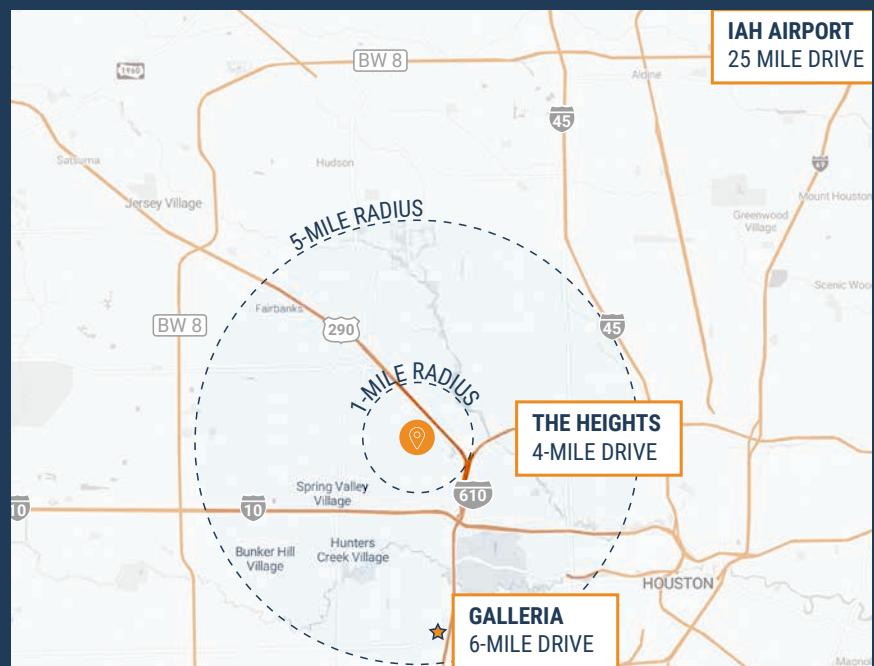 IAH AIRPORT
25 MILE DRIVE
BW 8
1960
Aldine
45
69
Satsuma
Hudson
Jersey Village
Mount Houston
Greenwood
Village
5-MILE RADIUS
Scenic Woo
Fairbanks
BW 8
290
45
1-MILE RADIUS
THE HEIGHTS
4-MILE DRIVE
Spring Valley
Village
610
10
10
Bunker Hill
Village
Hunters
Creek Village
HOUSTON
GALLERIA
6-MILE DRIVE
Magno